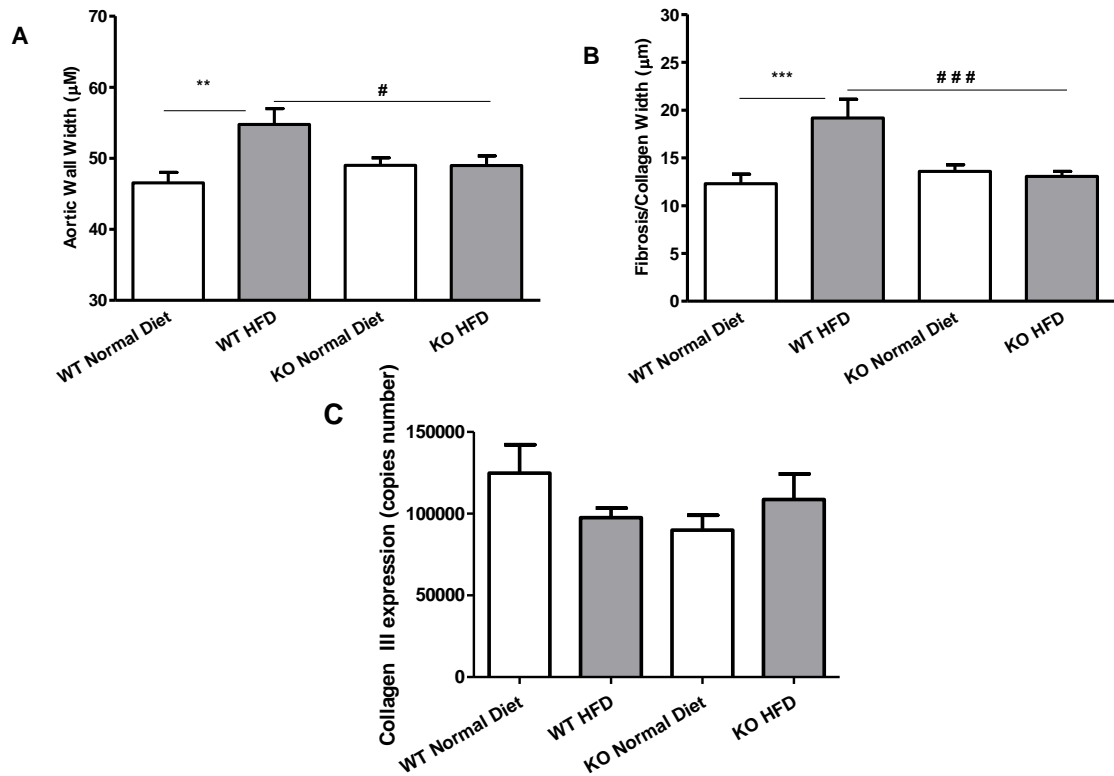 A
Aortic Wall Width (µM)
70
60
50
40
30
**
#
WT Normal Diet
WT HFD
KO Normal Diet
KO HFD
B
Fibrosis/Collagen Width (µm)
30
25
20
15
10
5
0
***
# # #
WT Normal Diet
WT HFD
KO Normal Diet
KO HFD
C
Collagen III expression (copies number)
150000
100000
50000
0
WT Normal Diet
WT HFD
KO Normal Diet
KO HFD